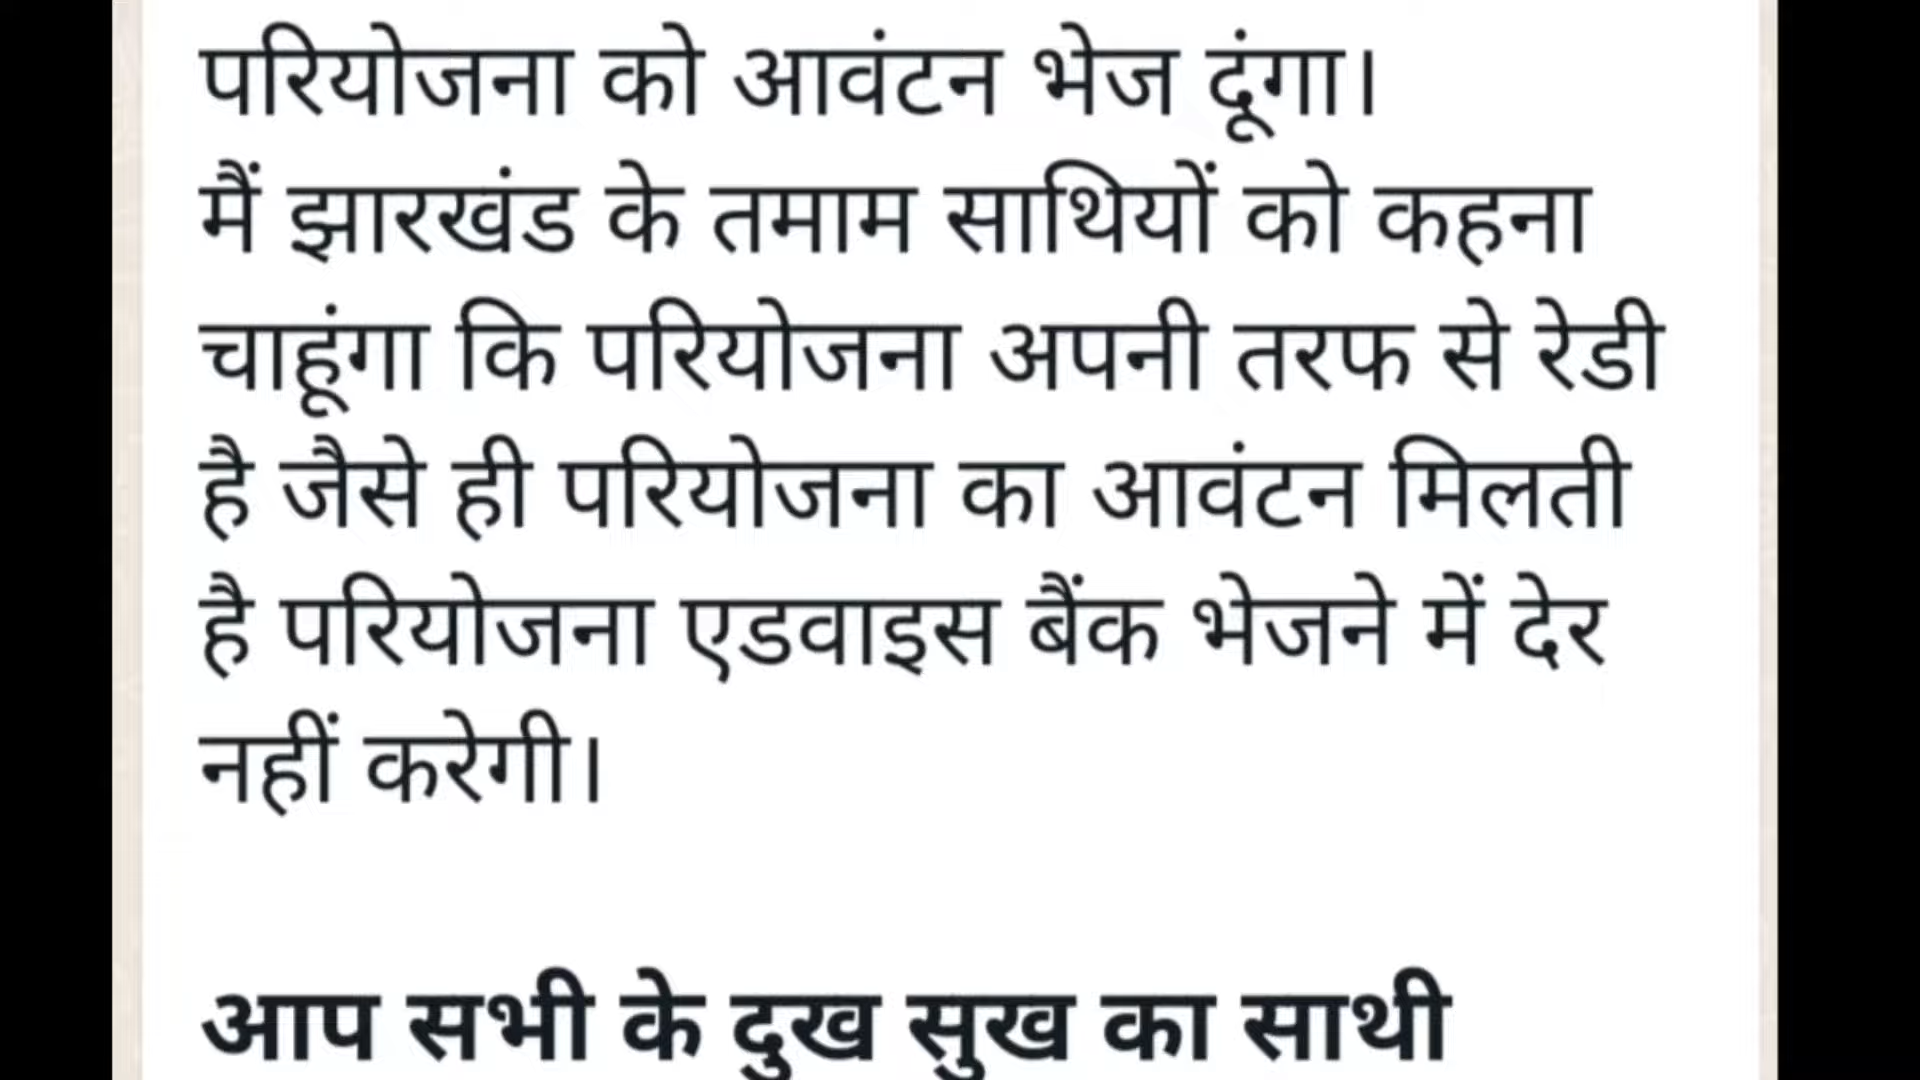 परियोजना को आवंटन भेज दूंगा।
मैं झारखंड के तमाम साथियों को कहना
चाहूंगा कि परियोजना अपनी तरफ से रेडी
है जैसे ही परियोजना का आवंटन मिलती
है परियोजना एडवाइस बैंक भेजने में देर
नहीं करेगी।
आप सभी के दुख सुख का साथी